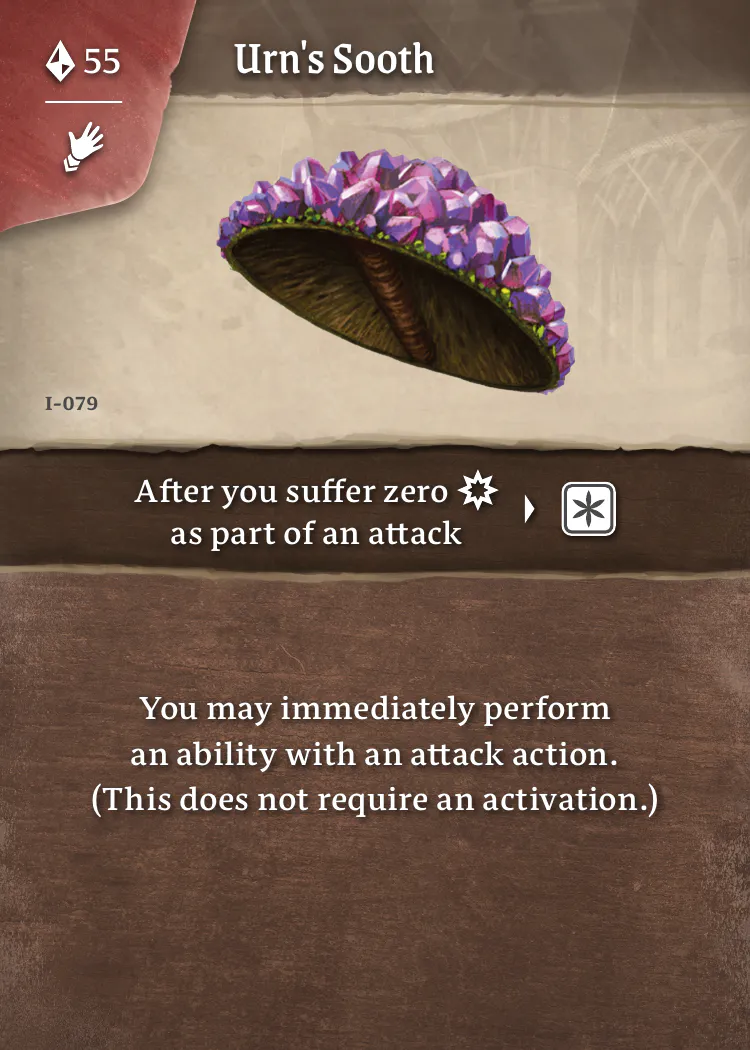 55
Urn's Sooth
I-079
After you suffer zero
as part of an attack
You may immediately perform
an ability with an attack action.
(This does not require an activation.)